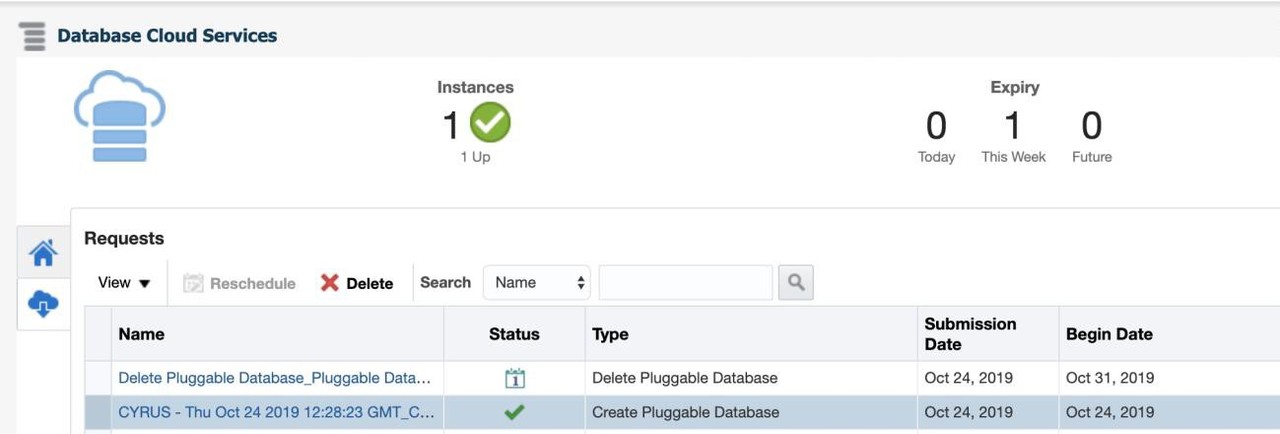 Database Cloud Services
Instances
1
1 Up
Expiry
0 1 0
Today This Week Future
Requests
View Reschedule Delete Search Name
Name Status Type Submission Date Begin Date
Delete Pluggable Database_Pluggable Data... 1 Delete Pluggable Database Oct 24, 2019 Oct 31, 2019
CYRUS - Thu Oct 24 2019 12:28:23 GMT_C... Create Pluggable Database Oct 24, 2019 Oct 24, 2019